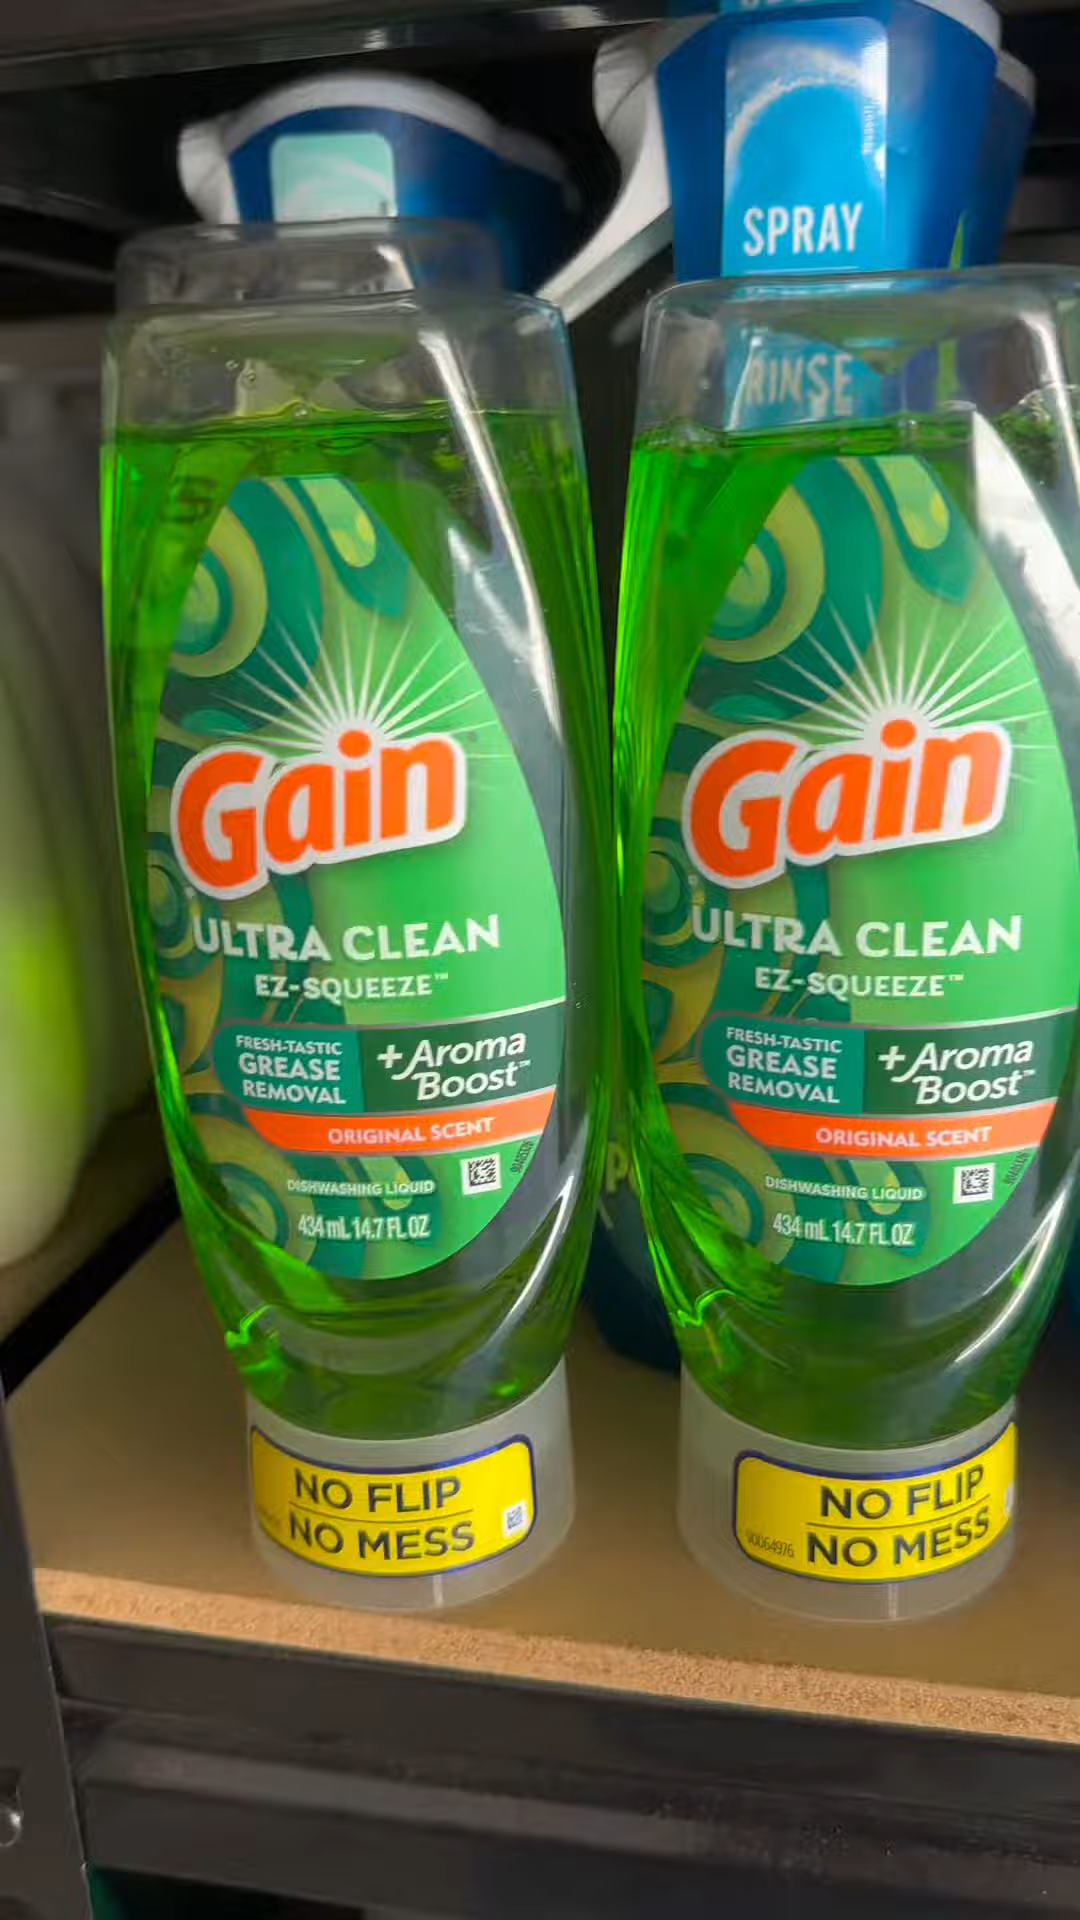 SPRAY
RINSE
Gain
ULTRA CLEAN
EZ-SQUEEZE™
FRESH-TASTIC
GREASE
REMOVAL
+Aroma
Boost™
ORIGINAL SCENT
DISHWASHING LIQUID
434 mL 14.7 FL OZ
NO FLIP
NO MESS
Gain
ULTRA CLEAN
EZ-SQUEEZE™
FRESH-TASTIC
GREASE
REMOVAL
+Aroma
Boost™
ORIGINAL SCENT
DISHWASHING LIQUID
434 mL 14.7 FL OZ
NO FLIP
90064976
NO MESS